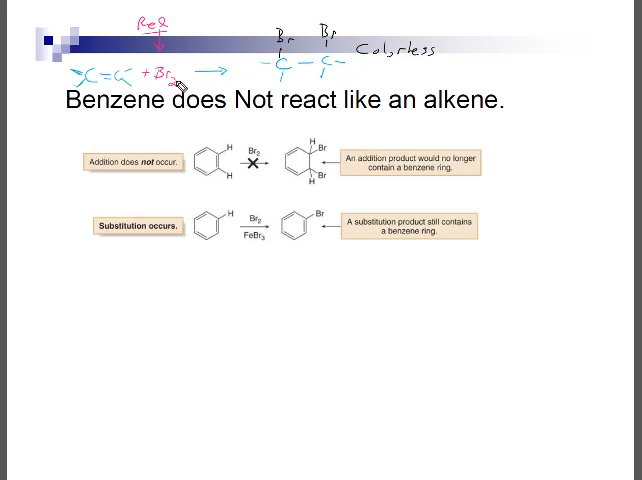 Red
Br Br
C=C + Br2 → -C-C- Colorless
Benzene does Not react like an alkene.
Addition does not occur. H H Br2 H Br Br H An addition product would no longer
contain a benzene ring.
Substitution occurs. H Br2 FeBr3 Br A substitution product still contains
a benzene ring.